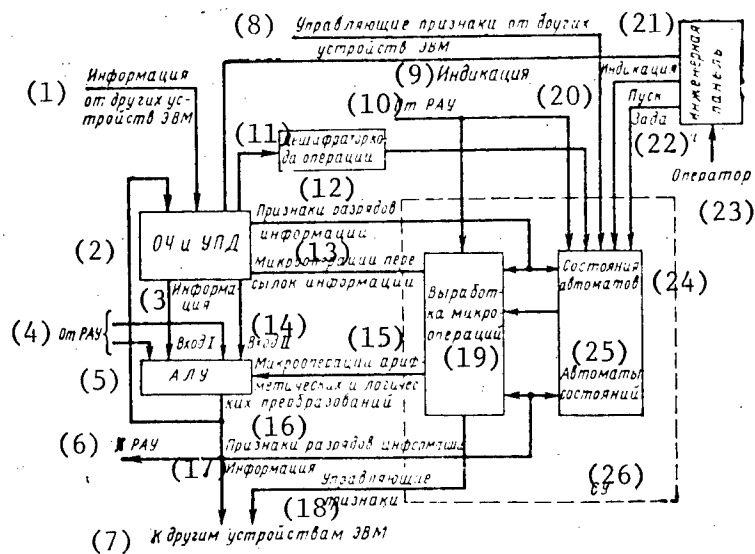 (8) Управляющие признаки от других
устройств ЭВМ
(21)
Инженерная
панель
(1)
Информация
от других ус-
тройств ЭВМ
(9) Индикация
Индикация
(10)
От РАУ
(20)
Пуск
Зада
(22)
(11)
Дешифратор ко-
да операции
(12)
Оператор
(23)
Признаки разрядов
информации
(2)
ОЧ и УПД
(13)
Микрооперации пере
сылок информации
Состояния
автоматов
(24)
(3)
Информа-
ция
Выработ-
ка микро
операций
(19)
(4) От РАУ
Вход I
(14)
Вход II
(15)
Микрооперации ариф
метических и логичес-
ких преобразований
(5)
АЛУ
(25)
Автоматы
состояний
(16)
(6)
К РАУ
Признаки разрядов информации
(17)
Информация
Управляющие
признаки
(18)
(26)
СУ
(7) К другим устройствам ЭВМ